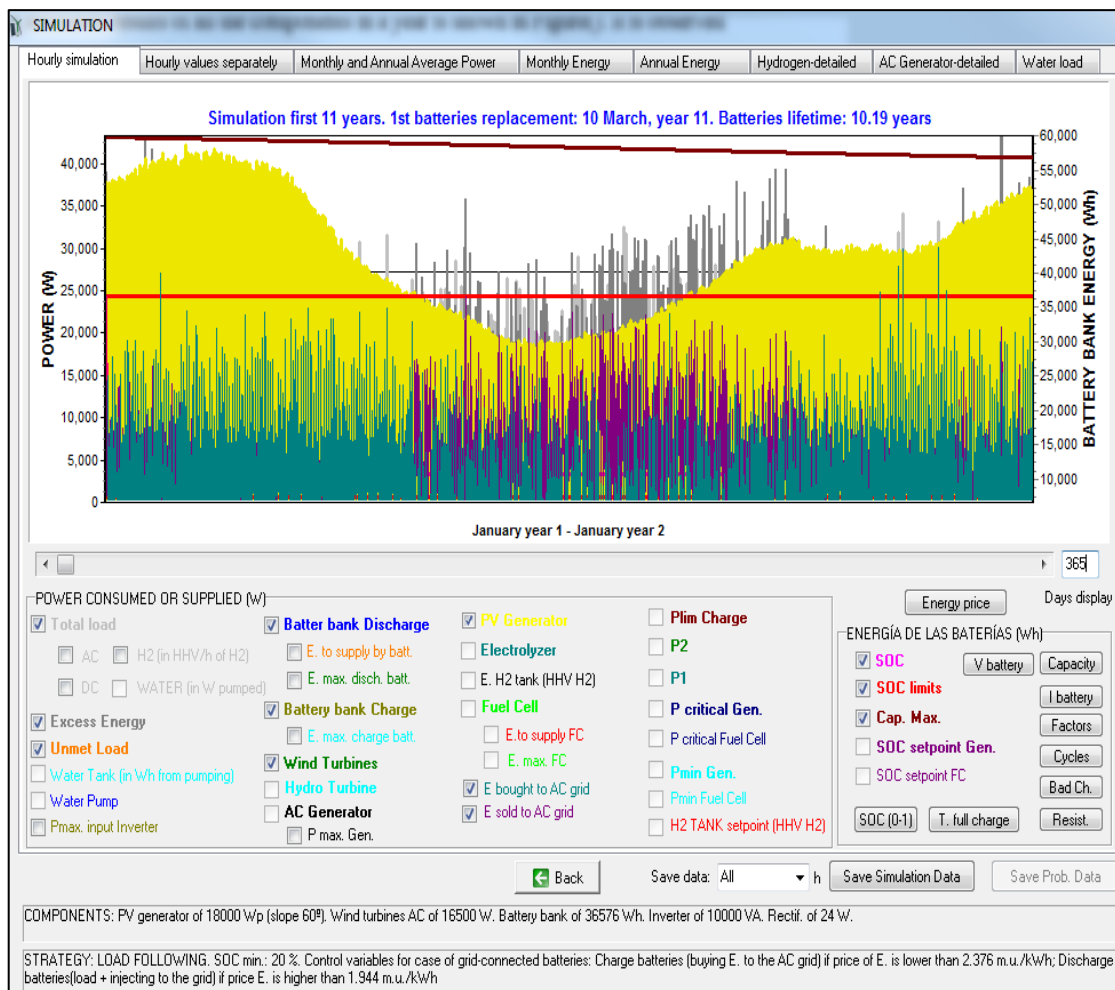 SIMULATION
Hourly simulation
Hourly values separately
Monthly and Annual Average Power
Monthly Energy
Annual Energy
Hydrogen-detailed
AC Generator-detailed
Water load
Simulation first 11 years. 1st batteries replacement: 10 March, year 11. Batteries lifetime: 10.19 years
POWER (W)
40,000
35,000
30,000
25,000
20,000
15,000
10,000
5,000
0
60,000
55,000
50,000
45,000
40,000
35,000
30,000
25,000
20,000
15,000
10,000
BATTERY BANK ENERGY (Wh)
January year 1 - January year 2
365
Days display
POWER CONSUMED OR SUPPLIED (W)
Total load
AC
H2 (in HHV/h of H2)
DC
WATER (in W pumped)
Excess Energy
Unmet Load
Water Tank (in Wh from pumping)
Water Pump
Pmax. input Inverter
Batter bank Discharge
E. to supply by batt.
E. max. disch. batt.
Battery bank Charge
E. max. charge batt.
Wind Turbines
Hydro Turbine
AC Generator
P max. Gen.
PV Generator
Electrolyzer
E. H2 tank (HHV H2)
Fuel Cell
E.to supply FC
E. max. FC
E bought to AC grid
E sold to AC grid
Plim Charge
P2
P1
P critical Gen.
P critical Fuel Cell
Pmin Gen.
Pmin Fuel Cell
H2 TANK setpoint (HHV H2)
Energy price
ENERGÍA DE LAS BATERÍAS (Wh)
SOC
SOC limits
Cap. Max.
SOC setpoint Gen.
SOC setpoint FC
V battery
Capacity
I battery
Factors
Cycles
Bad Ch.
SOC (0-1)
T. full charge
Resist.
Back
Save data:
All
h
Save Simulation Data
Save Prob. Data
COMPONENTS: PV generator of 18000 Wp (slope 60º). Wind turbines AC of 16500 W. Battery bank of 36576 Wh. Inverter of 10000 VA. Rectif. of 24 W.
STRATEGY: LOAD FOLLOWING. SOC min.: 20 %. Control variables for case of grid-connected batteries: Charge batteries (buying E. to the AC grid) if price of E. is lower than 2.376 m.u./kWh; Discharge
batteries(load + injecting to the grid) if price E. is higher than 1.944 m.u./kWh